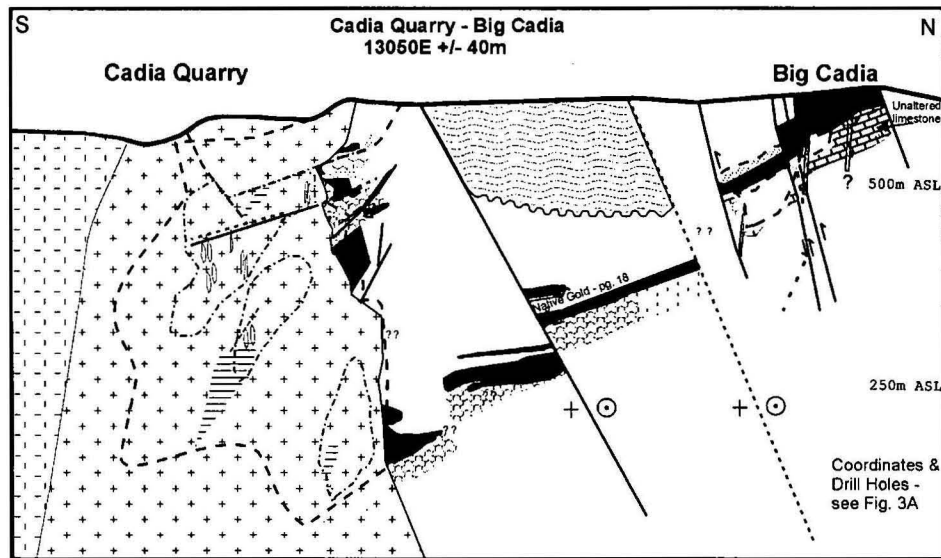 S
Cadia Quarry - Big Cadia
N
13050E +/- 40m
Cadia Quarry
Big Cadia
Unaltered
limestone
?
500m ASL
? ?
Native Gold - pg. 18
??
250m ASL
??
? ?
Coordinates &
Drill Holes -
see Fig. 3A